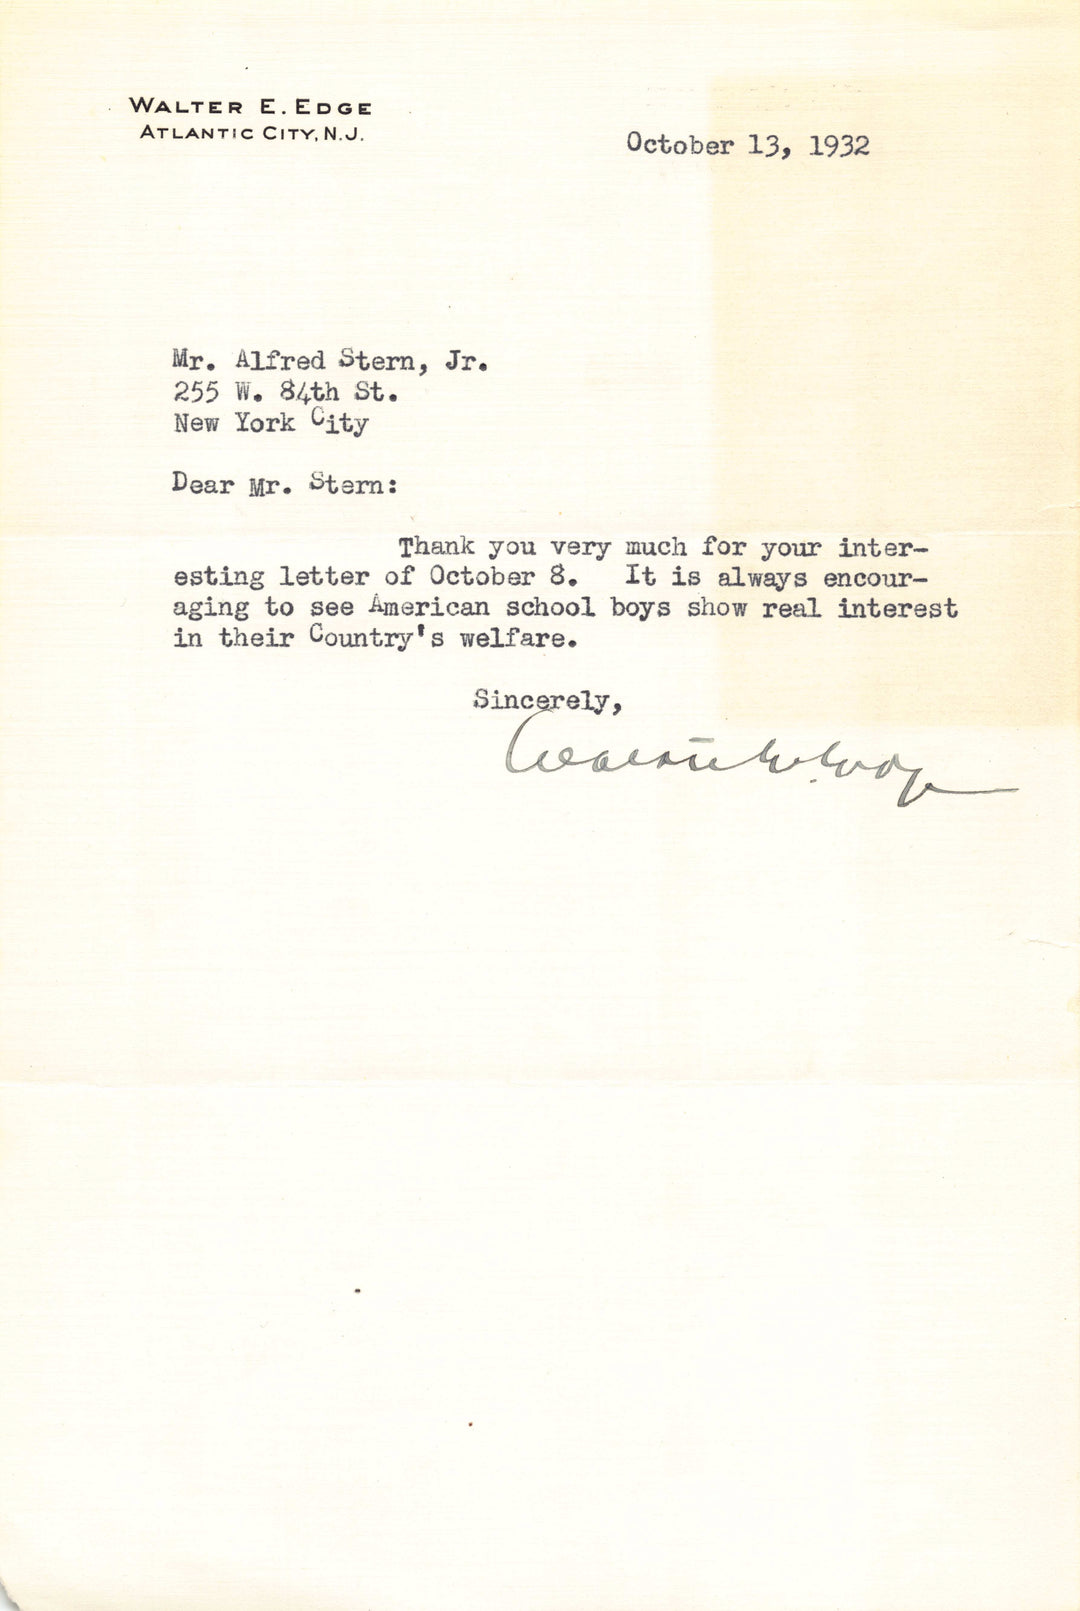 WALTER E. EDGE
ATLANTIC CITY, N.J.
October 13, 1932
Mr. Alfred Stern, Jr.
255 W. 84th St.
New York City
Dear Mr. Stern:
Thank you very much for your inter-
esting letter of October 8. It is always encour-
aging to see American school boys show real interest
in their Country's welfare.
Sincerely,
Walter E. Edge